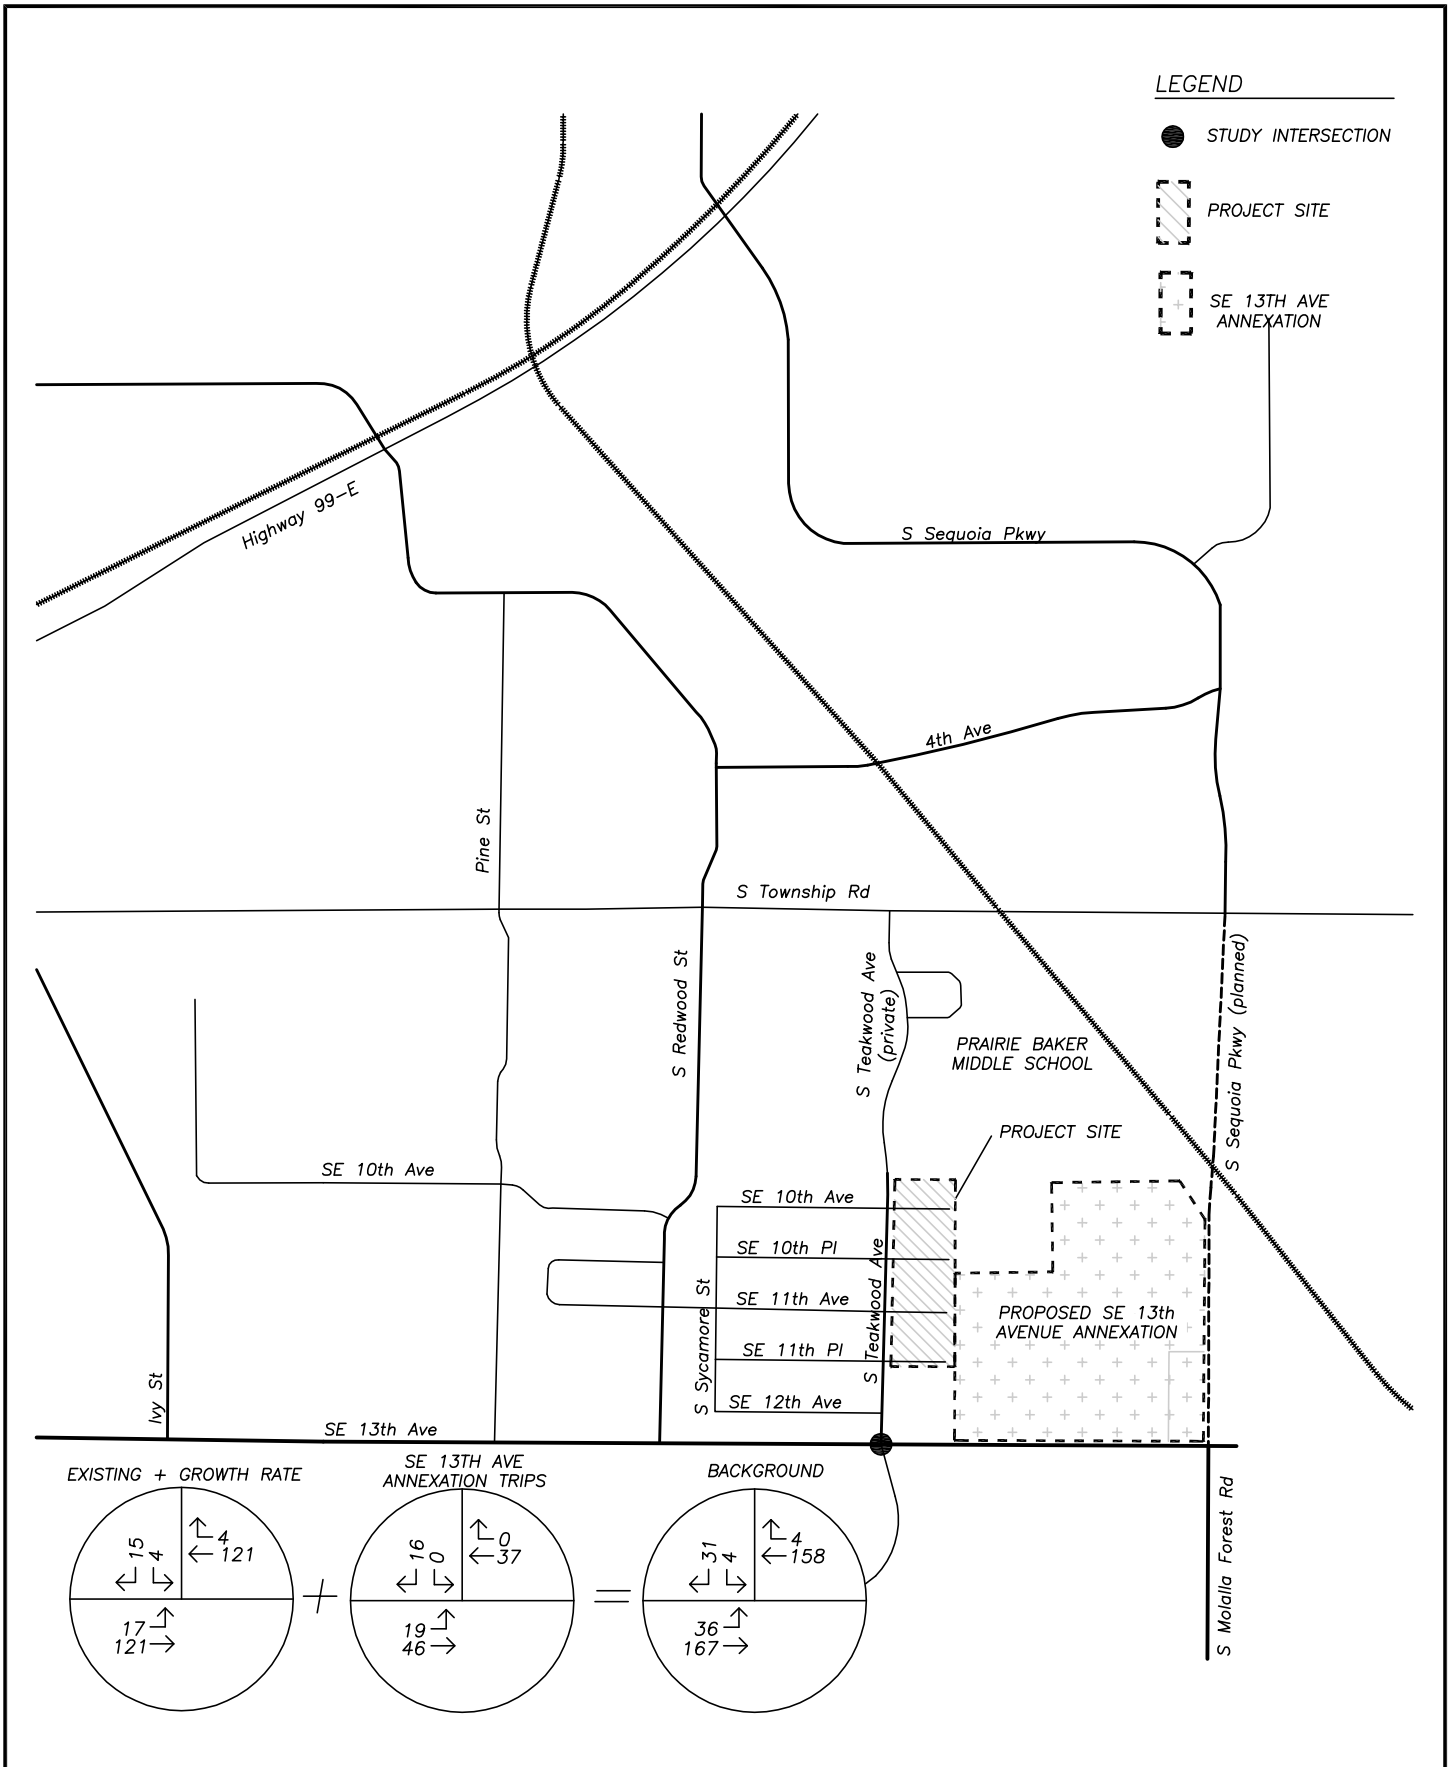 LEGEND
STUDY INTERSECTION
PROJECT SITE
SE 13TH AVE
ANNEXATION
Highway 99-E
S Sequoia Pkwy
4th Ave
Pine St
S Township Rd
S Redwood St
S Teakwood Ave
(private)
S Sequoia Pkwy (planned)
PRAIRIE BAKER
MIDDLE SCHOOL
PROJECT SITE
SE 10th Ave
SE 10th Ave
SE 10th Pl
SE 11th Ave
SE 11th Pl
SE 12th Ave
S Sycamore St
S Teakwood Ave
PROPOSED SE 13th
AVENUE ANNEXATION
Ivy St
SE 13th Ave
S Molalla Forest Rd
EXISTING + GROWTH RATE
15
4
4
121
17
121
+
SE 13TH AVE
ANNEXATION TRIPS
16
0
0
37
19
46
=
BACKGROUND
31
4
4
158
36
167